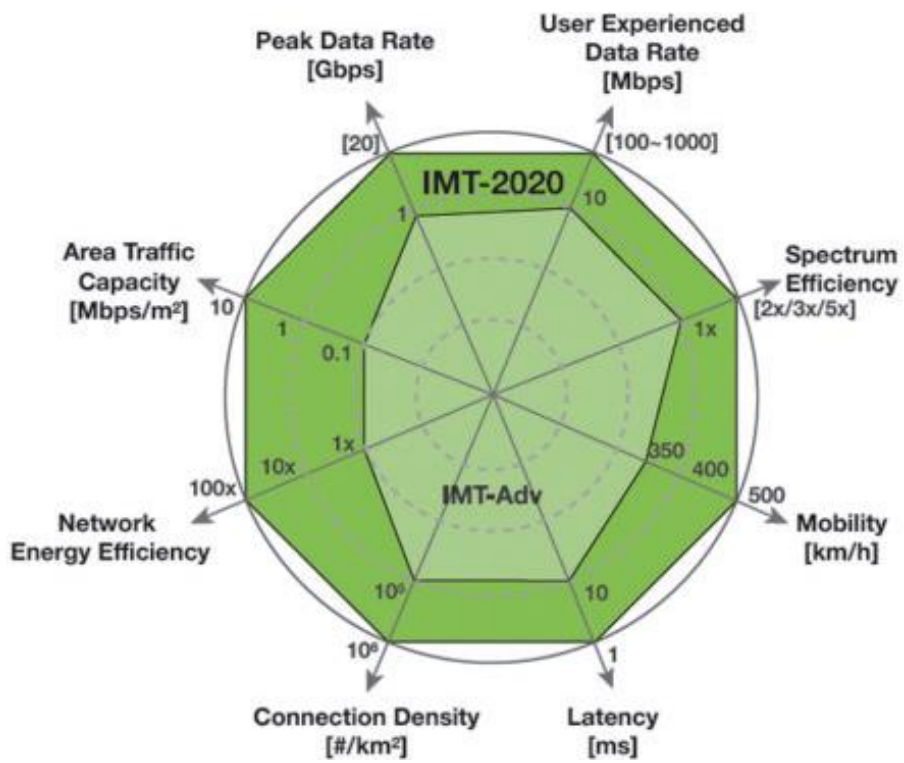 Peak Data Rate
[Gbps]
User Experienced
Data Rate
[Mbps]
[20]
[100~1000]
IMT-2020
1
10
Area Traffic
Capacity
[Mbps/m²]
Spectrum
Efficiency
[2x/3x/5x]
10
1
0.1
1x
1x
10x
100x
350
400
500
IMT-Adv
Network
Energy Efficiency
Mobility
[km/h]
10⁵
10
10⁶
1
Connection Density
[#/km²]
Latency
[ms]